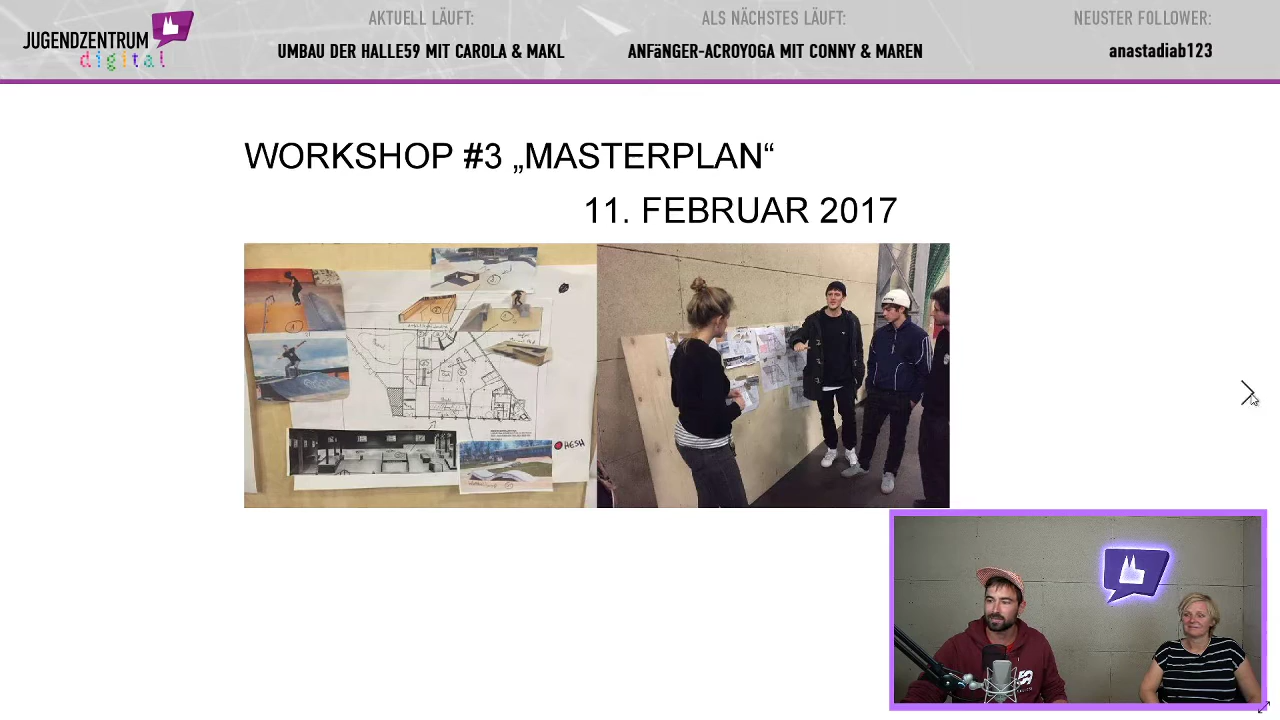 JUGENDZENTRUM
digital
AKTUELL LÄUFT:
UMBAU DER HALLE59 MIT CAROLA & MAKL
ALS NÄCHSTES LÄUFT:
ANFäNGER-ACROYOGA MIT CONNY & MAREN
NEUSTER FOLLOWER:
anastadiab123
WORKSHOP #3 „MASTERPLAN“
11. FEBRUAR 2017
HESH